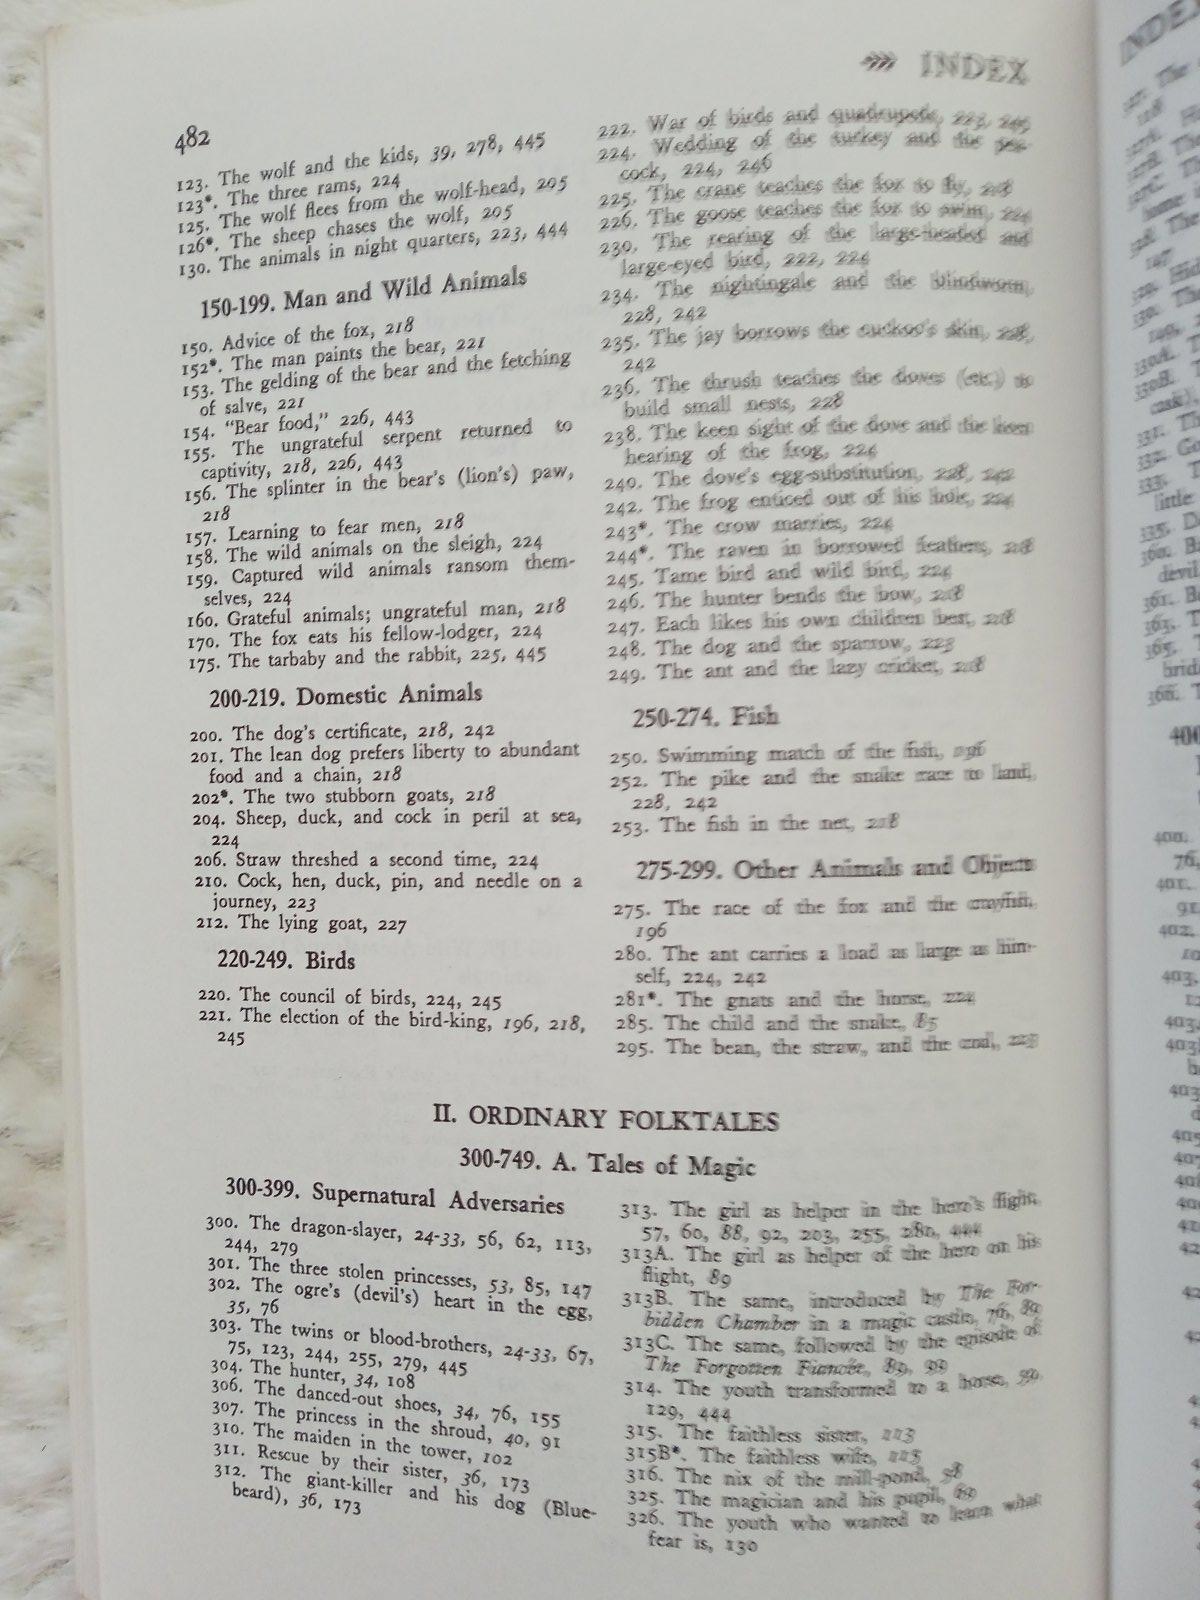 INDEX
482
123. The wolf and the kids, 39, 278, 445
123*. The three rams, 224
125. The wolf flees from the wolf-head, 205
126*. The sheep chases the wolf, 205
130. The animals in night quarters, 223, 444
150-199. Man and Wild Animals
150. Advice of the fox, 218
152*. The man paints the bear, 221
153. The gelding of the bear and the fetching
of salve, 221
154. “Bear food,” 226, 443
155. The ungrateful serpent returned to
captivity, 218, 226, 443
156. The splinter in the bear's (lion's) paw,
218
157. Learning to fear men, 218
158. The wild animals on the sleigh, 224
159. Captured wild animals ransom them-
selves, 224
160. Grateful animals; ungrateful man, 218
170. The fox eats his fellow-lodger, 224
175. The tarbaby and the rabbit, 225, 445
200-219. Domestic Animals
200. The dog's certificate, 218, 242
201. The lean dog prefers liberty to abundant
food and a chain, 218
202*. The two stubborn goats, 218
204. Sheep, duck, and cock in peril at sea,
224
206. Straw threshed a second time, 224
210. Cock, hen, duck, pin, and needle on a
journey, 223
212. The lying goat, 227
220-249. Birds
220. The council of birds, 224, 245
221. The election of the bird-king, 196, 218,
245
222. War of birds and quadrupeds, 223, 245
224. Wedding of the turkey and the pea-
cock, 224, 246
225. The crane teaches the fox to fly, 218
226. The goose teaches the fox to swim, 224
230. The rearing of the large-headed and
large-eyed bird, 222, 224
234. The nightingale and the blindworm,
228, 242
235. The jay borrows the cuckoo's skin, 228,
242
236. The thrush teaches the doves (etc.) to
build small nests, 228
238. The keen sight of the dove and the keen
hearing of the frog, 224
240. The dove's egg-substitution, 228, 242
242. The frog enticed out of his hole, 224
243*. The crow marries, 224
244*. The raven in borrowed feathers, 218
245. Tame bird and wild bird, 224
246. The hunter bends the bow, 218
247. Each likes his own children best, 218
248. The dog and the sparrow, 223
249. The ant and the lazy cricket, 218
250-274. Fish
250. Swimming match of the fish, 196
252. The pike and the snake race to land,
228, 242
253. The fish in the net, 218
275-299. Other Animals and Objects
275. The race of the fox and the crayfish,
196
280. The ant carries a load as large as him-
self, 224, 242
281*. The gnats and the horse, 224
285. The child and the snake, 85
295. The bean, the straw, and the coal, 223
II. ORDINARY FOLKTALES
300-749. A. Tales of Magic
300-399. Supernatural Adversaries
300. The dragon-slayer, 24-33, 56, 62, 113,
244, 279
301. The three stolen princesses, 53, 85, 147
302. The ogre's (devil's) heart in the egg,
35, 76
303. The twins or blood-brothers, 24-33, 67,
75, 123, 244, 255, 279, 445
304. The hunter, 34, 108
306. The danced-out shoes, 34, 76, 155
307. The princess in the shroud, 40, 91
310. The maiden in the tower, 102
311. Rescue by their sister, 36, 173
312. The giant-killer and his dog (Blue-
beard), 36, 173
313. The girl as helper in the hero's flight,
57, 60, 88, 92, 203, 255, 280, 444
313A. The girl as helper of the hero on his
flight, 89
313B. The same, introduced by The For-
bidden Chamber in a magic castle, 76, 89
313C. The same, followed by the episode of
The Forgotten Fiancée, 89, 99
314. The youth transformed to a horse, 59,
129, 444
315. The faithless sister, 113
315B*. The faithless wife, 115
316. The nix of the mill-pond, 58
325. The magician and his pupil, 69
326. The youth who wanted to learn what
fear is, 130